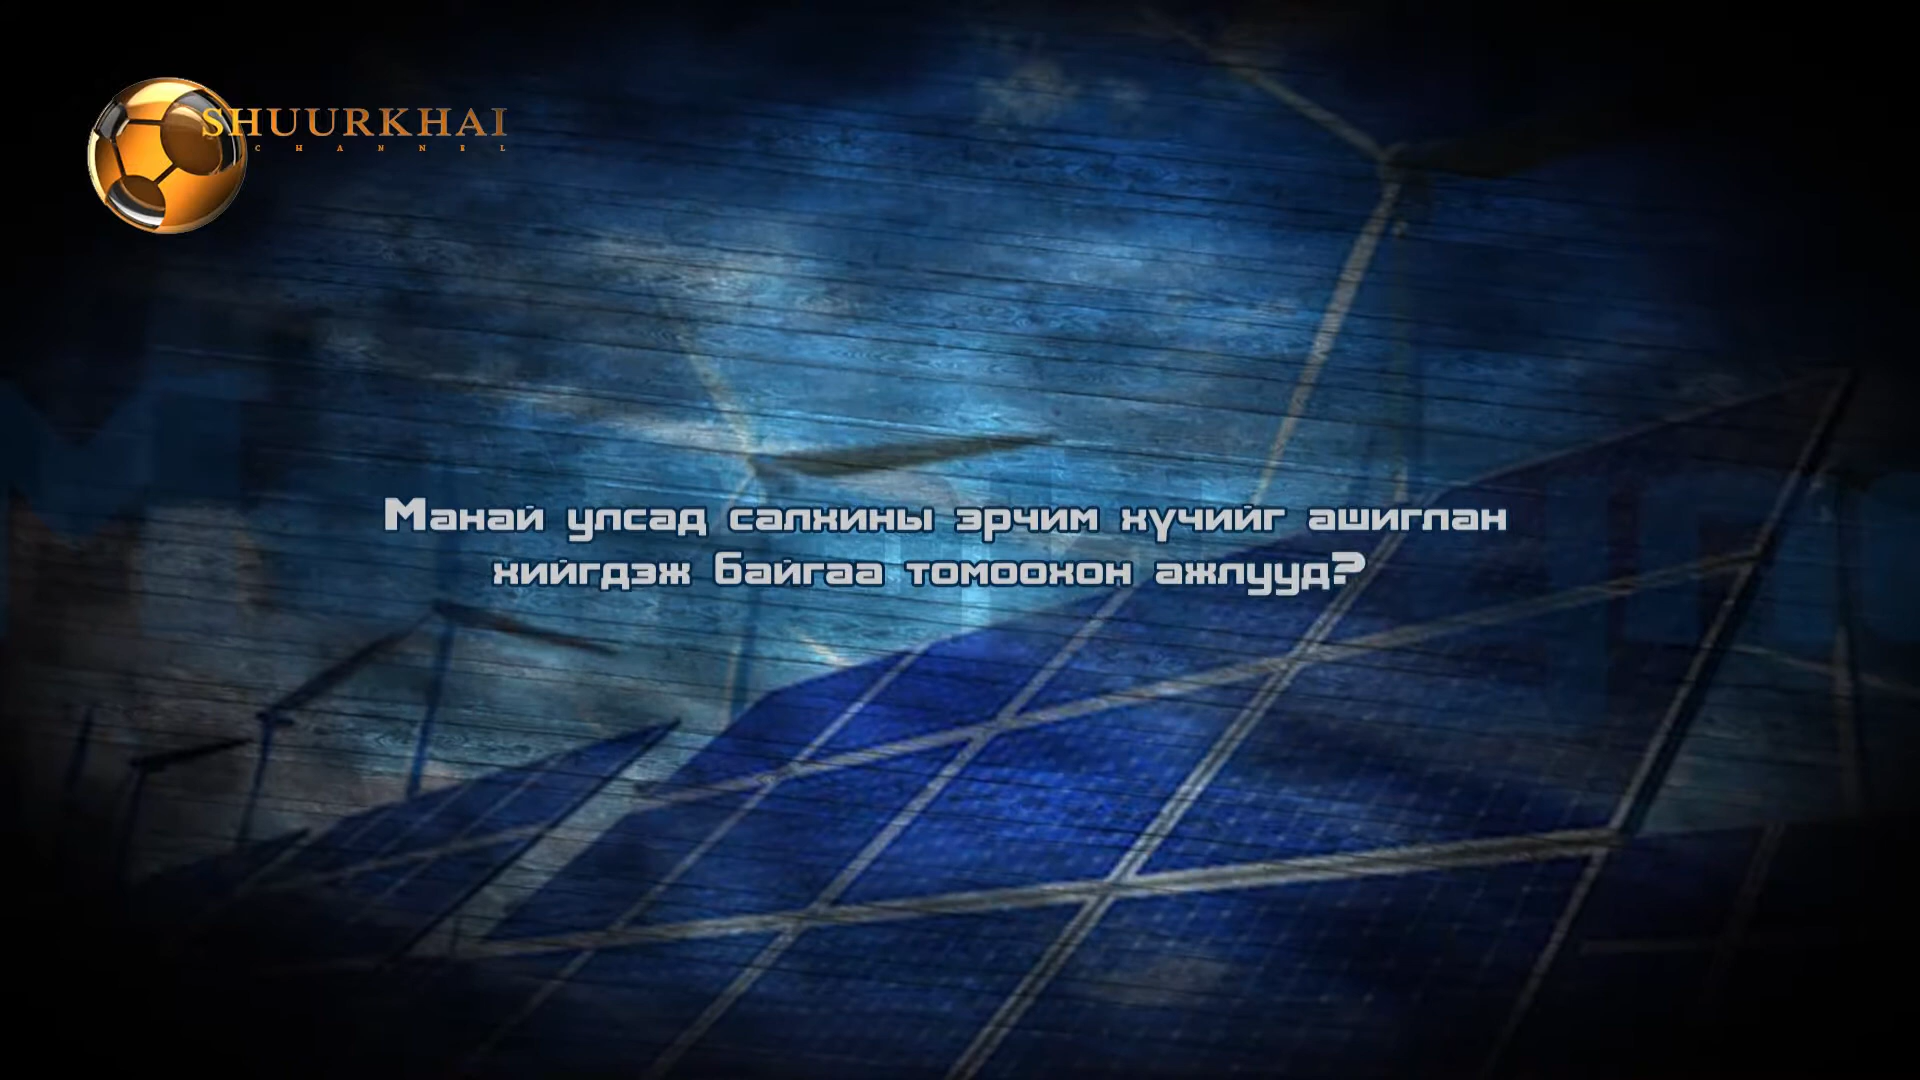 SHUURKHAI
CHANNEL
Манай улсад салхины эрчим хүчийг ашиглан
хийгдэж байгаа томоохон ажлууд?